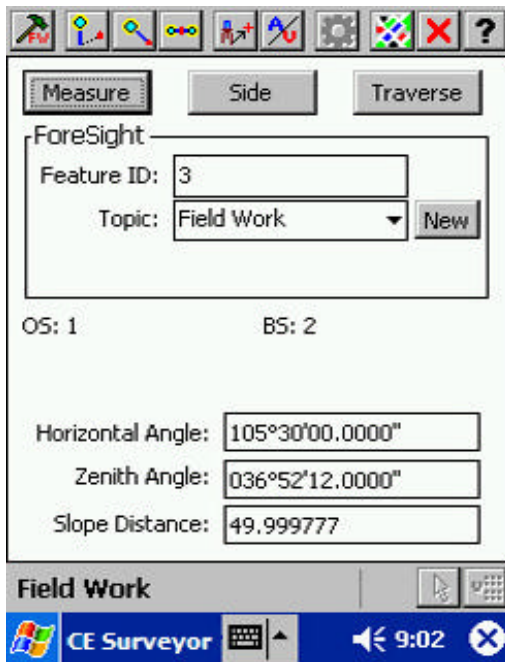 FW
Measure Side Traverse
ForeSight
Feature ID: 3
Topic: Field Work New
OS: 1 BS: 2
Horizontal Angle: 105°30'00.0000"
Zenith Angle: 036°52'12.0000"
Slope Distance: 49.999777
Field Work
CE Surveyor 9:02